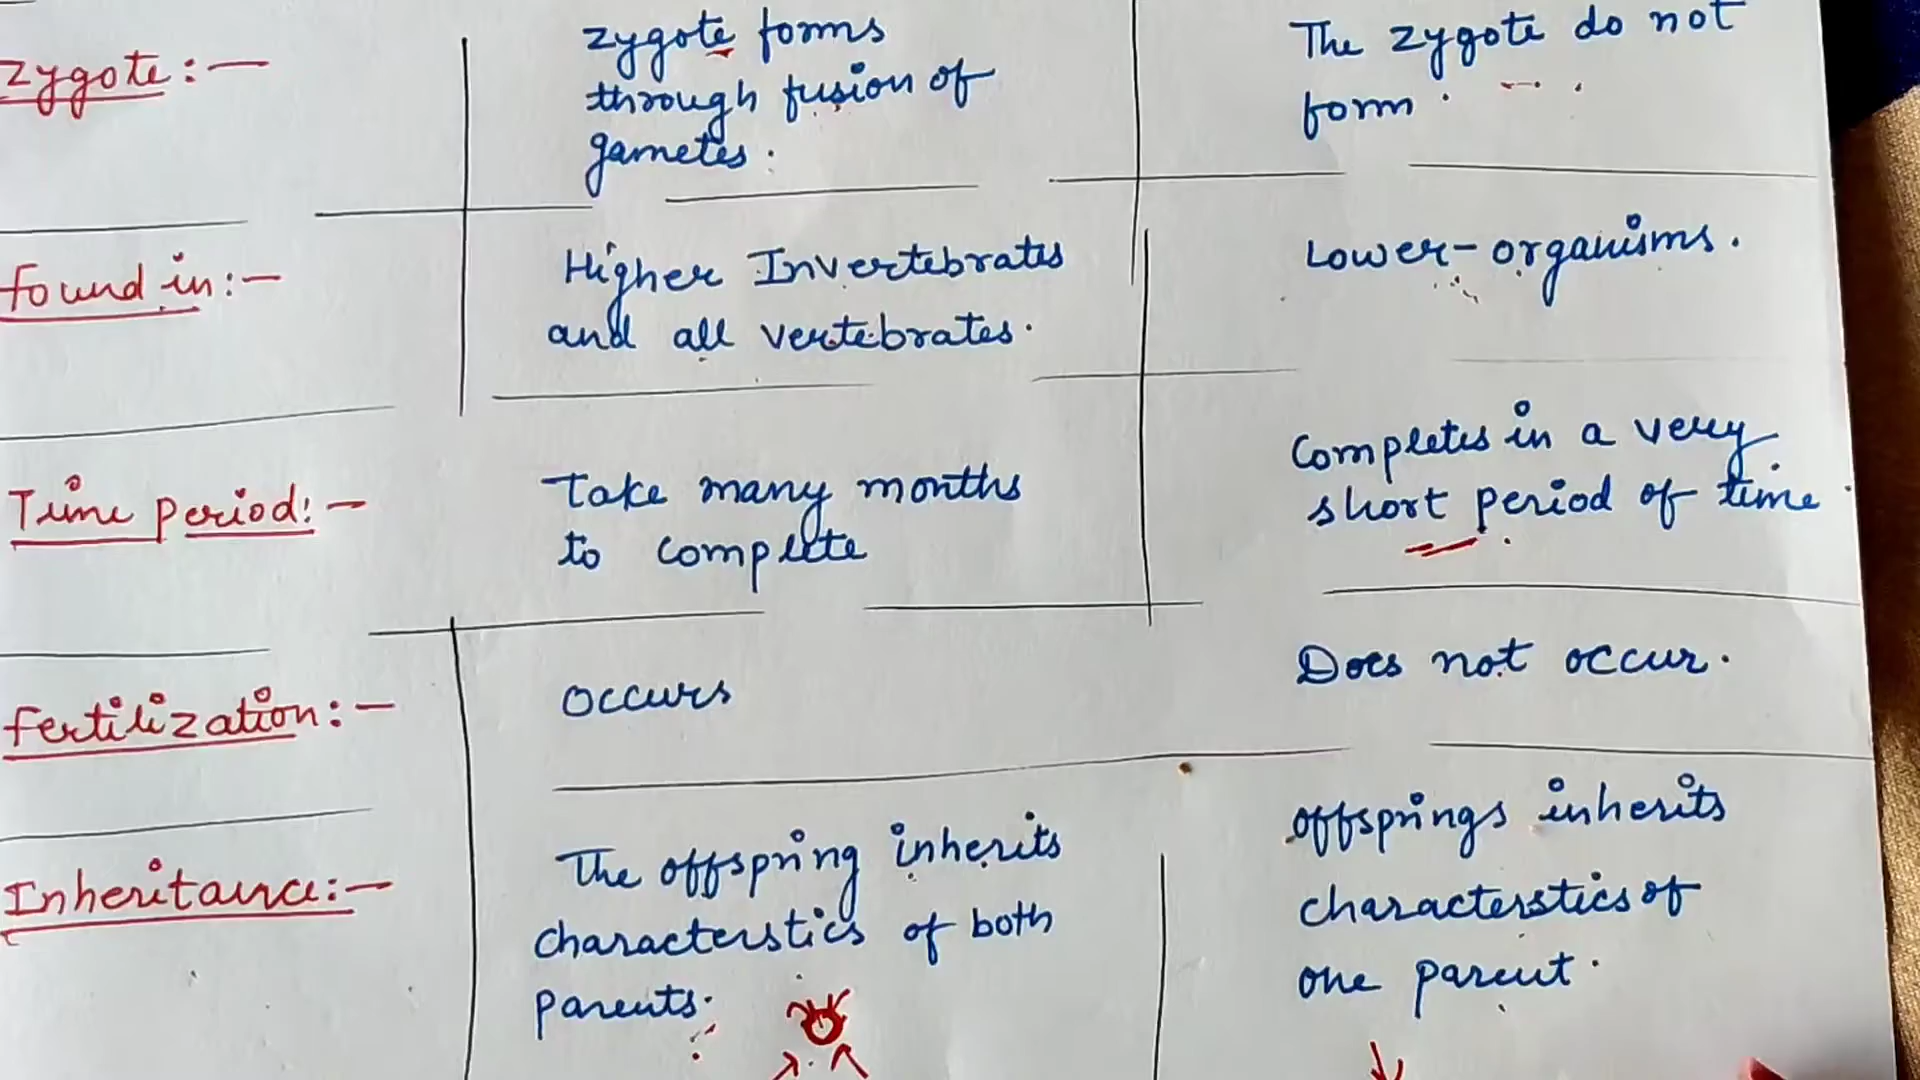 Zygote:-
Zygote forms
through fusion of
gametes.
The zygote do not
form.
found in:-
Higher Invertebrates
and all vertebrates.
Lower-organisms.
Time period:-
Take many months
to complete
Completes in a very
short period of time.
fertilization:-
occurs
Does not occur.
Inheritance:-
The offspring inherits
characterstics of both
parents.
offsprings inherits
characterstics of
one parent.